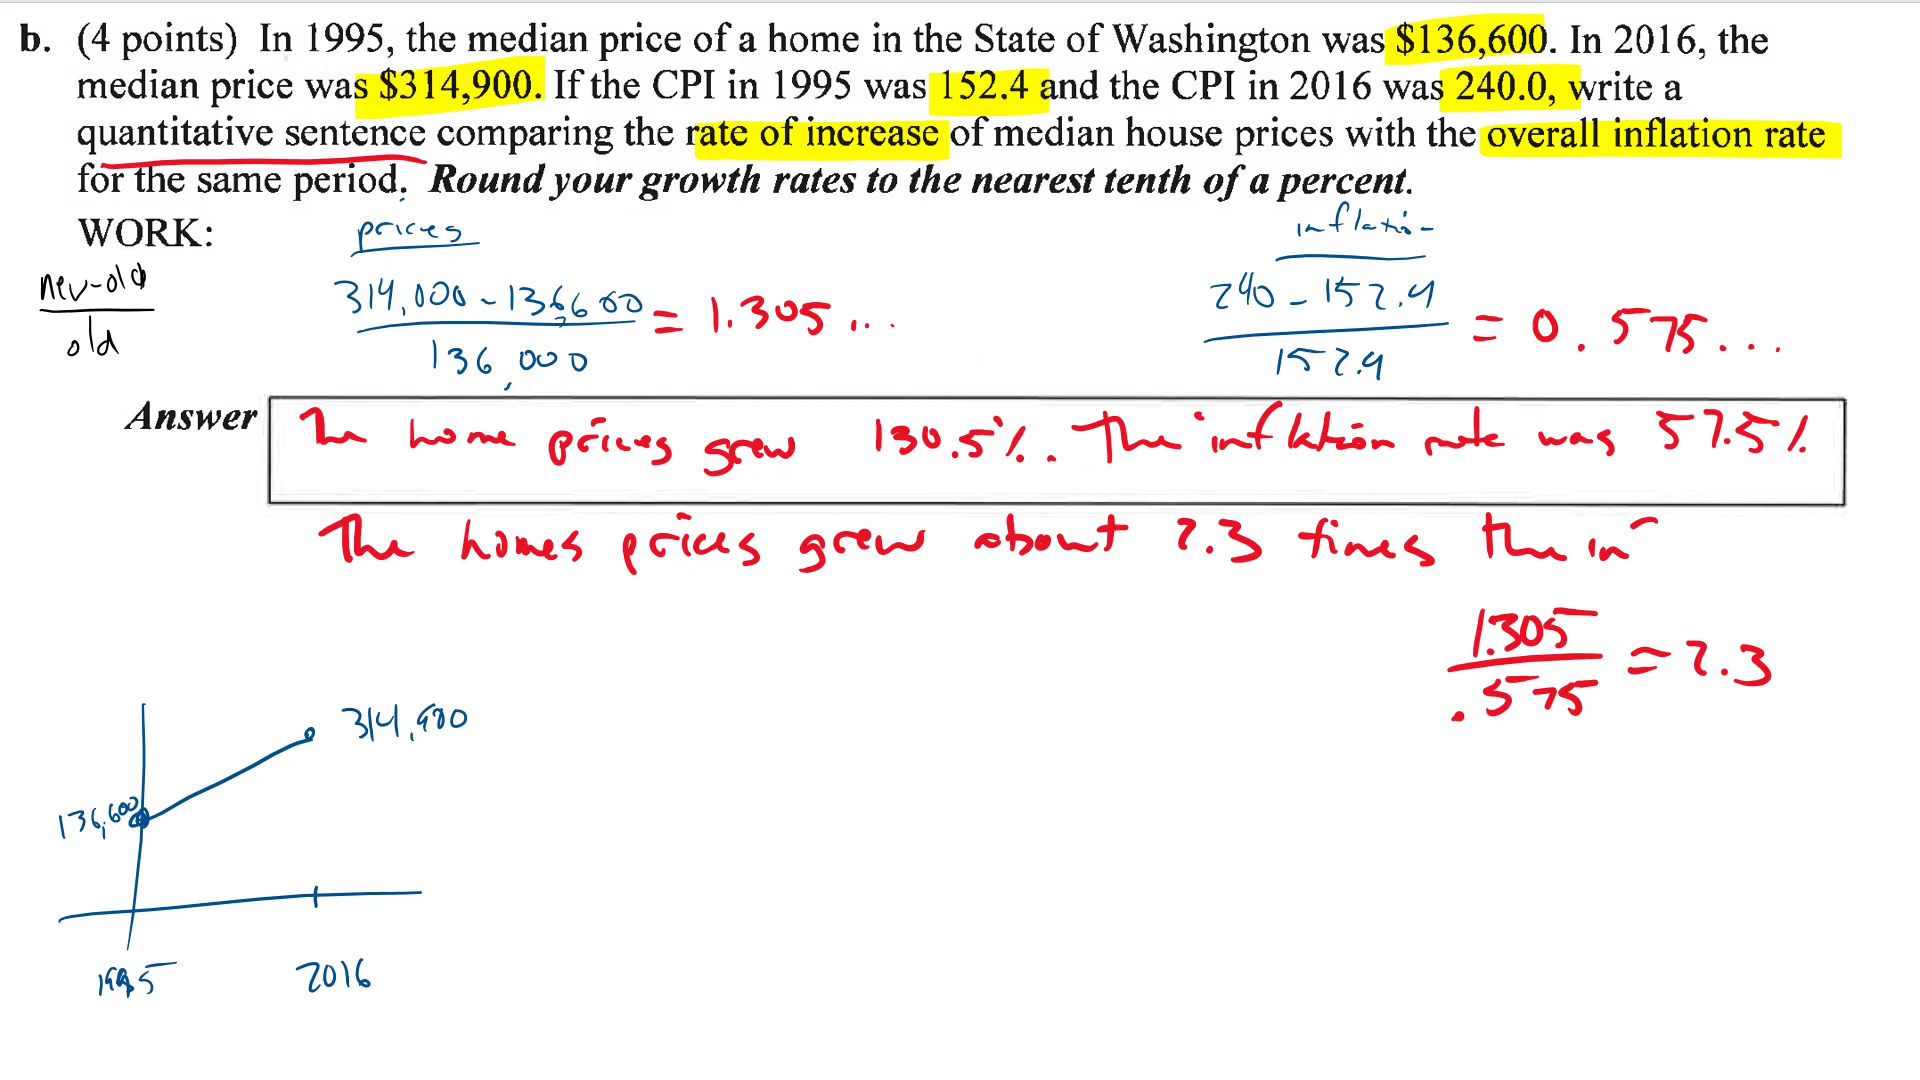 b. (4 points) In 1995, the median price of a home in the State of Washington was $136,600. In 2016, the
median price was $314,900. If the CPI in 1995 was 152.4 and the CPI in 2016 was 240.0, write a
quantitative sentence comparing the rate of increase of median house prices with the overall inflation rate
for the same period. Round your growth rates to the nearest tenth of a percent.
WORK:
prices
inflation
new-old
old
314,000 - 136,600
136,000
= 1.305...
240 - 152.4
152.4
= 0.575...
Answer
The home prices grew 130.5%. The inflation rate was 57.5%
The homes prices grew about 2.3 times the in
1.305
.575
= 2.3
314,900
136,600
1995
2016